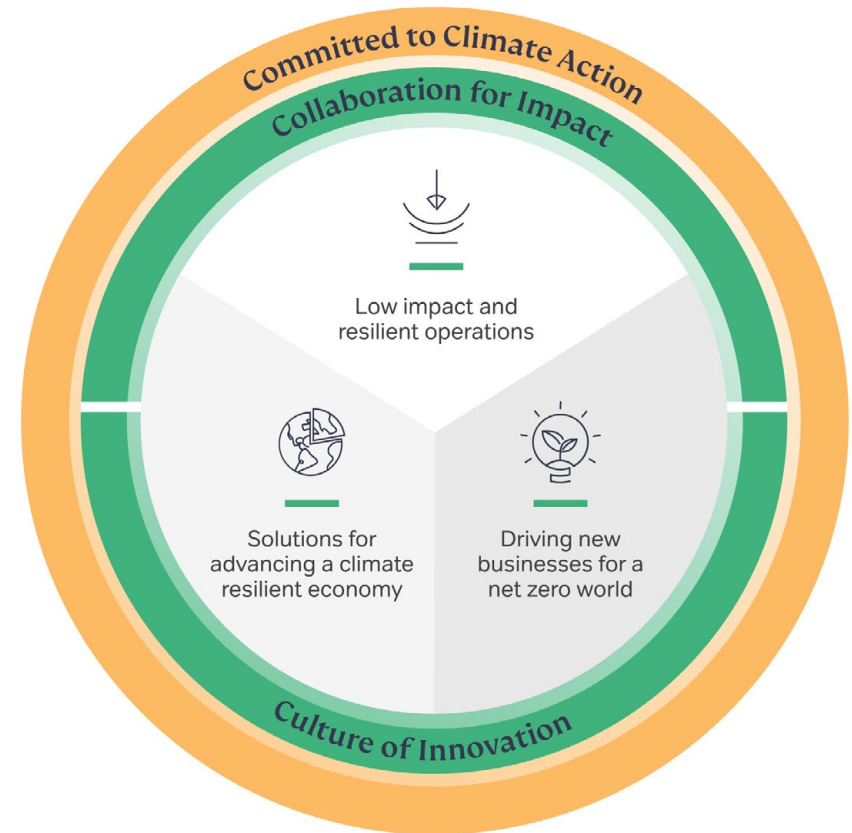 Committed to Climate Action
Collaboration for Impact
Low impact and
resilient operations
Solutions for
advancing a climate
resilient economy
Driving new
businesses for a
net zero world
Culture of Innovation